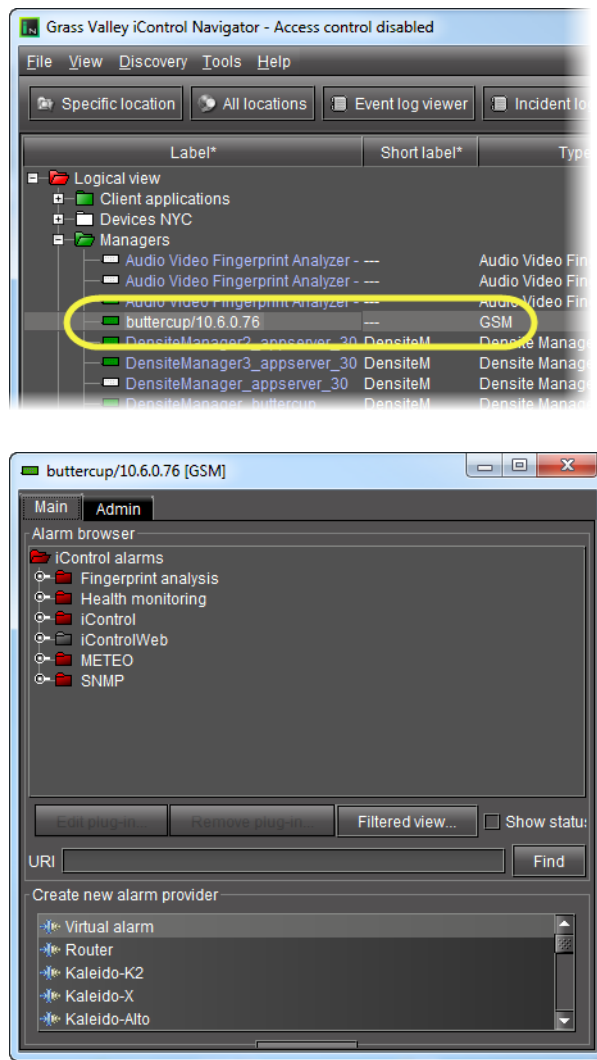 Grass Valley iControl Navigator - Access control disabled
File View Discovery Tools Help
Specific location All locations Event log viewer Incident lo
Label* Short label* Type
Logical view
Client applications
Devices NYC
Managers
Audio Video Fingerprint Analyzer - --- Audio Video Fin
Audio Video Fingerprint Analyzer - --- Audio Video Fin
Audio Video Fingerprint Analyzer - --- Audio Video Fin
buttercup/10.6.0.76 --- GSM
DensiteManager2_appserver_30 DensiteM Densite Manag
DensiteManager3_appserver_30 DensiteM Densite Manag
DensiteManager_appserver_30 DensiteM Densite Manag
DensiteManager_buttercup DensiteM Densite Manag
buttercup/10.6.0.76 [GSM]
Main Admin
Alarm browser
iControl alarms
Fingerprint analysis
Health monitoring
iControl
iControlWeb
METEO
SNMP
Edit plug-in... Remove plug-in... Filtered view... Show status
URI Find
Create new alarm provider
Virtual alarm
Router
Kaleido-K2
Kaleido-X
Kaleido-Alto